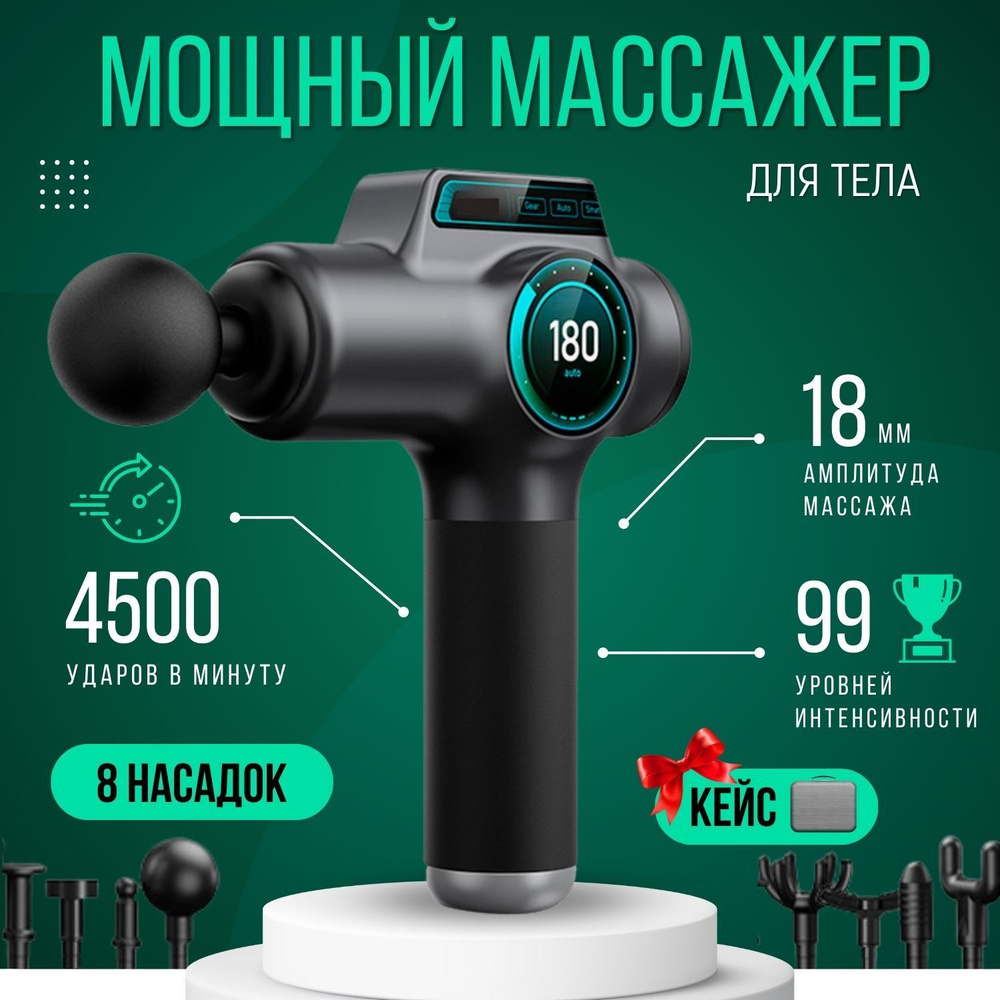 МОЩНЫЙ МАССАЖЕР
ДЛЯ ТЕЛА
Gear Auto Smart
180
auto
18 мм
АМПЛИТУДА
МАССАЖА
4500
УДАРОВ В МИНУТУ
99
УРОВНЕЙ
ИНТЕНСИВНОСТИ
8 НАСАДОК
КЕЙС